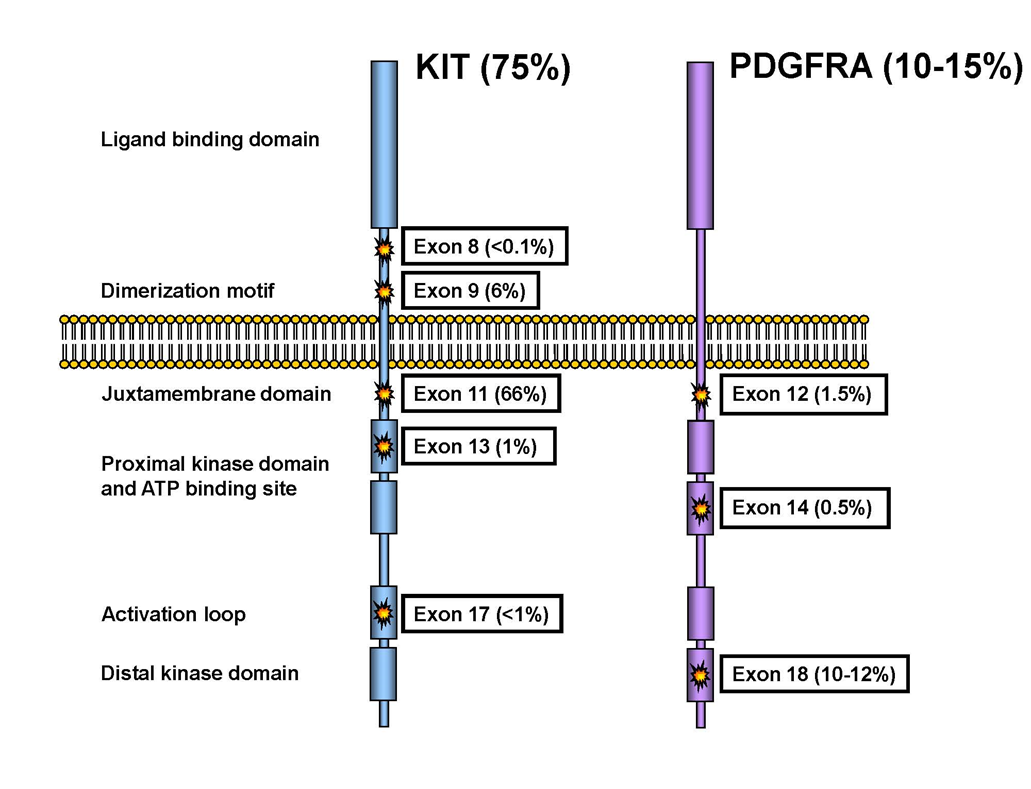 KIT (75%)
PDGFRA (10-15%)
Ligand binding domain
Exon 8 (<0.1%)
Dimerization motif
Exon 9 (6%)
Juxtamembrane domain
Exon 11 (66%)
Exon 12 (1.5%)
Exon 13 (1%)
Proximal kinase domain
and ATP binding site
Exon 14 (0.5%)
Activation loop
Exon 17 (<1%)
Distal kinase domain
Exon 18 (10-12%)